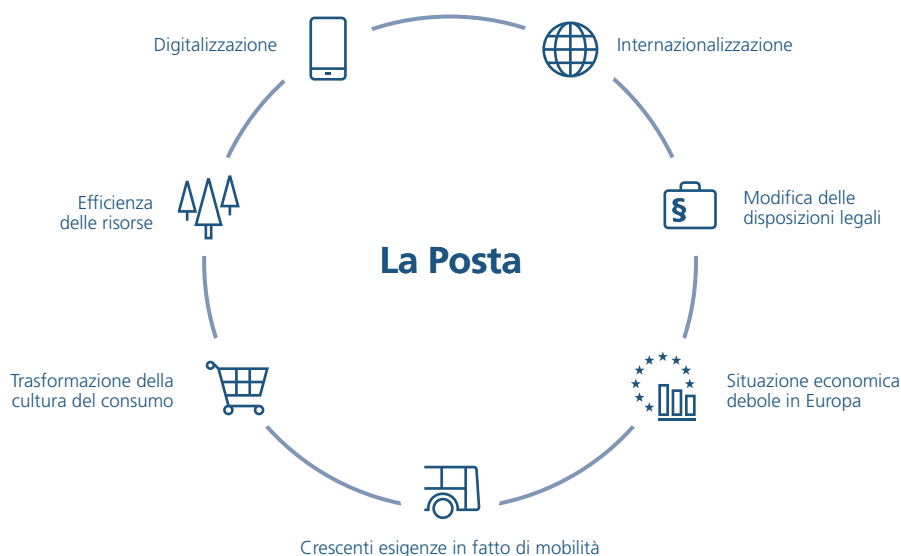 Digitalizzazione
Internazionalizzazione
Efficienza
delle risorse
§
Modifica delle
disposizioni legali
La Posta
Trasformazione della
cultura del consumo
Situazione economica
debole in Europa
Crescenti esigenze in fatto di mobilità